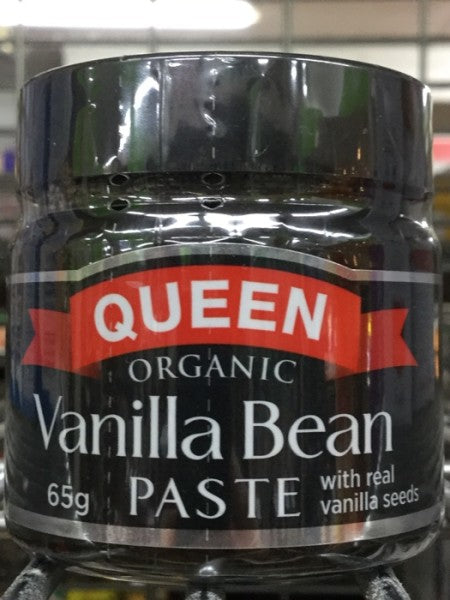 QUEEN
ORGANIC
Vanilla Bean
65g PASTE with real
vanilla seeds